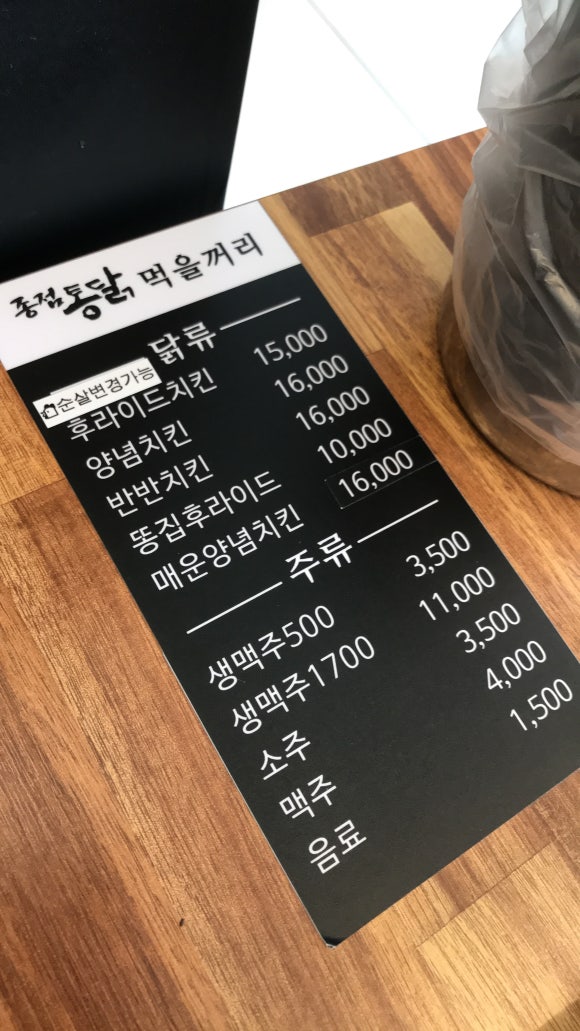 종점통닭 먹을꺼리
닭류
순살변경가능
후라이드치킨 15,000
양념치킨 16,000
반반치킨 16,000
똥집후라이드 10,000
매운양념치킨 16,000
주류
생맥주500 3,500
생맥주1700 11,000
소주 3,500
맥주 4,000
음료 1,500